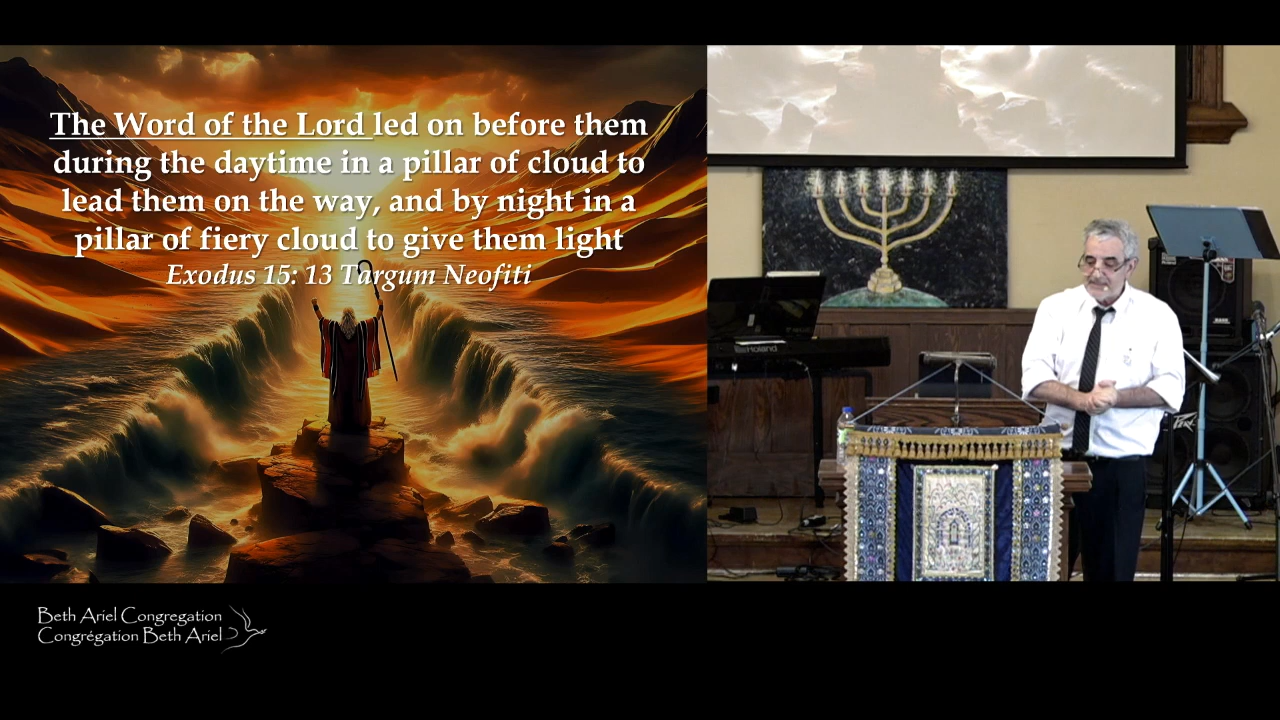 The Word of the Lord led on before them
during the daytime in a pillar of cloud to
lead them on the way, and by night in a
pillar of fiery cloud to give them light
Exodus 15: 13 Targum Neofiti
Roland
PEAVEY
Beth Ariel Congregation
Congrégation Beth Ariel